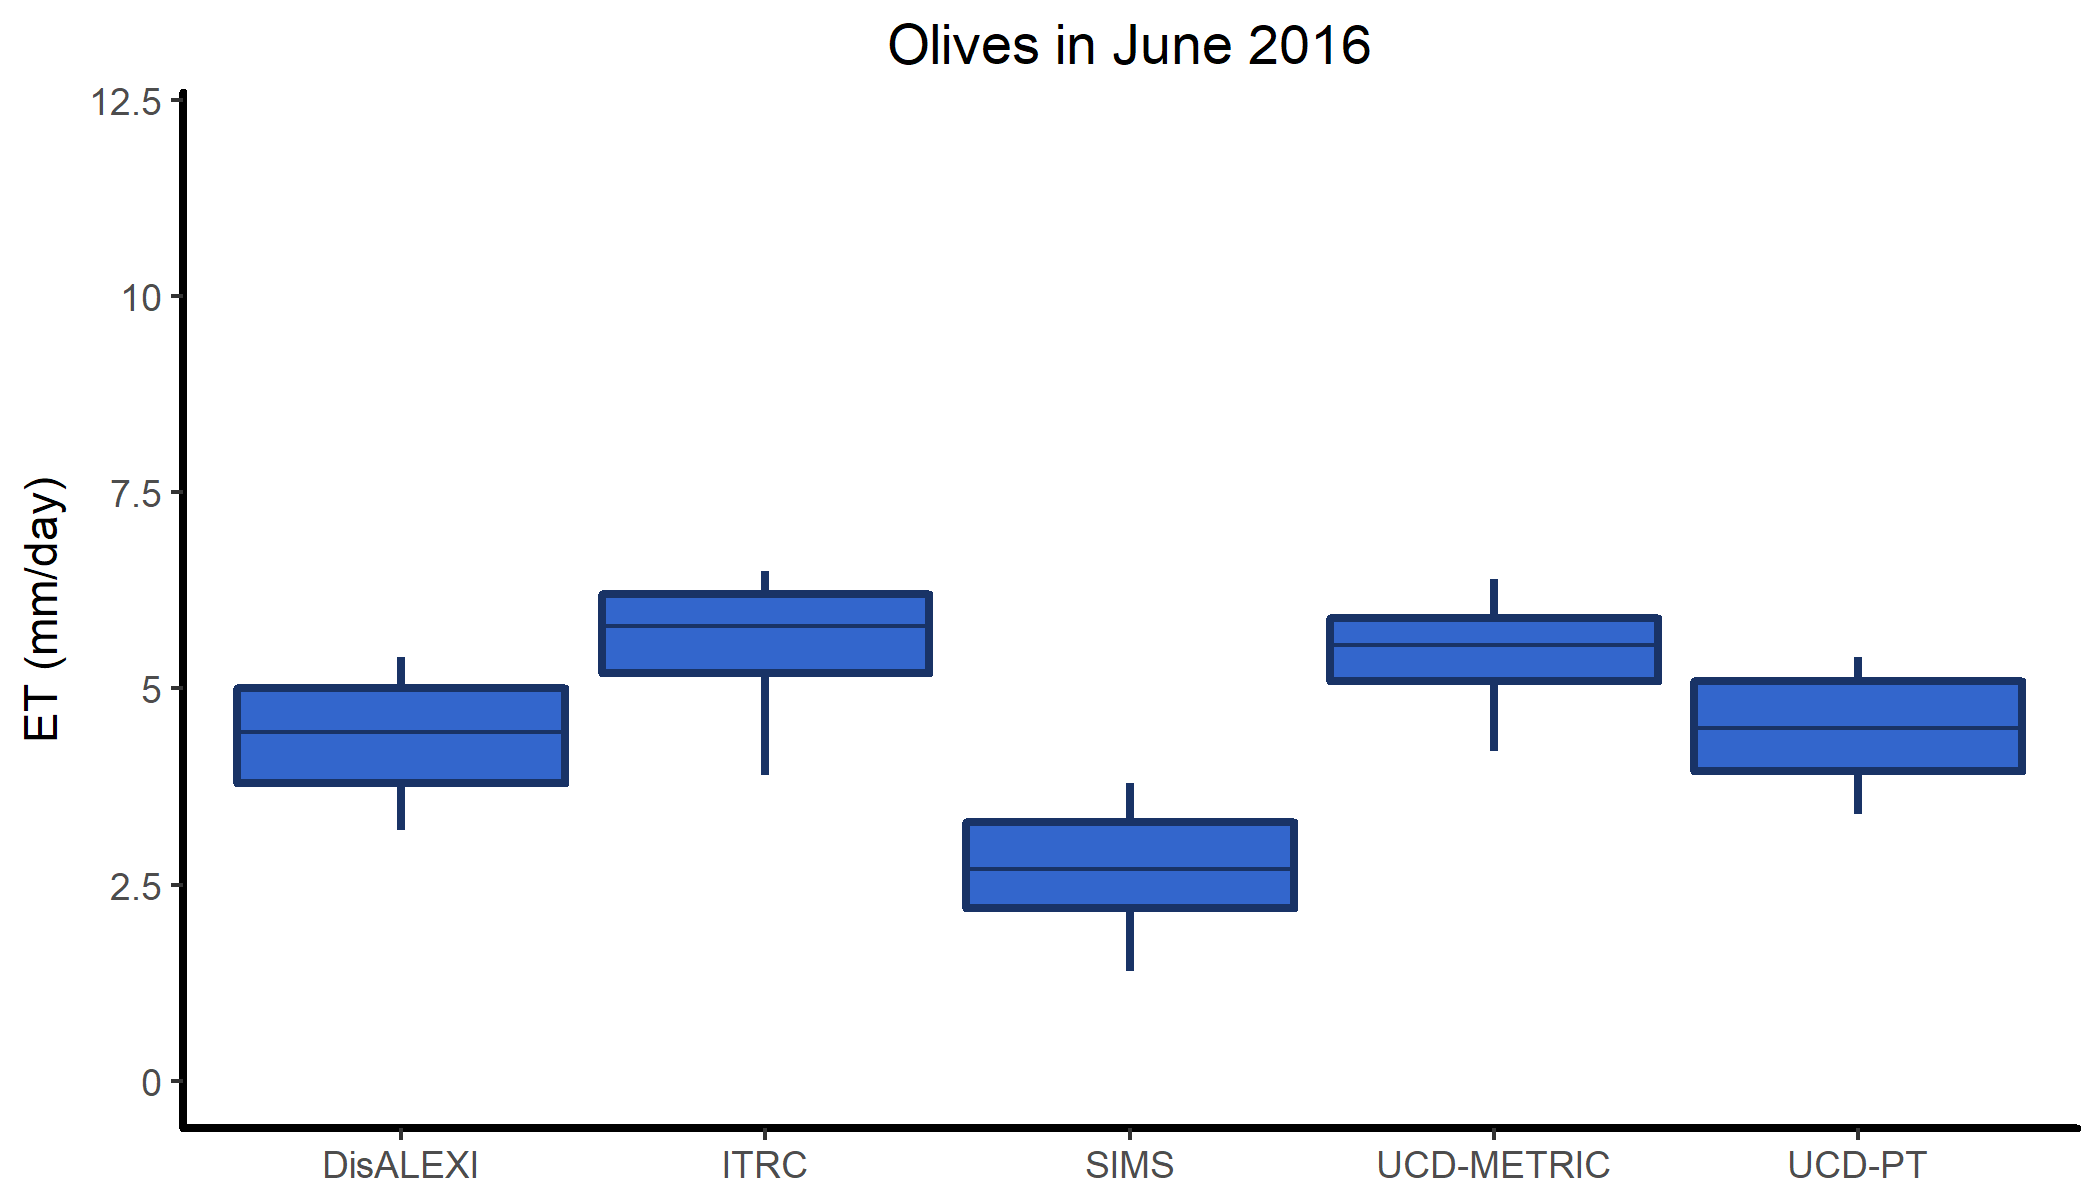 Olives in June 2016
12.5
10
7.5
5
2.5
0
ET (mm/day)
DisALEXI ITRC SIMS UCD-METRIC UCD-PT